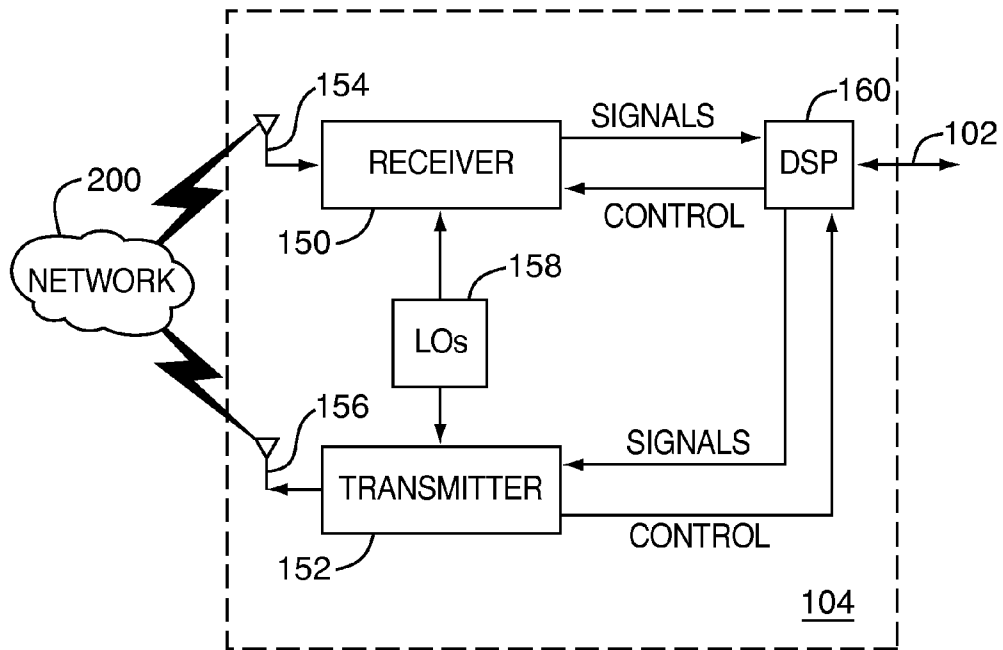 154
160
SIGNALS
102
RECEIVER
DSP
200
CONTROL
150
NETWORK
158
LOs
156
SIGNALS
TRANSMITTER
CONTROL
152
104